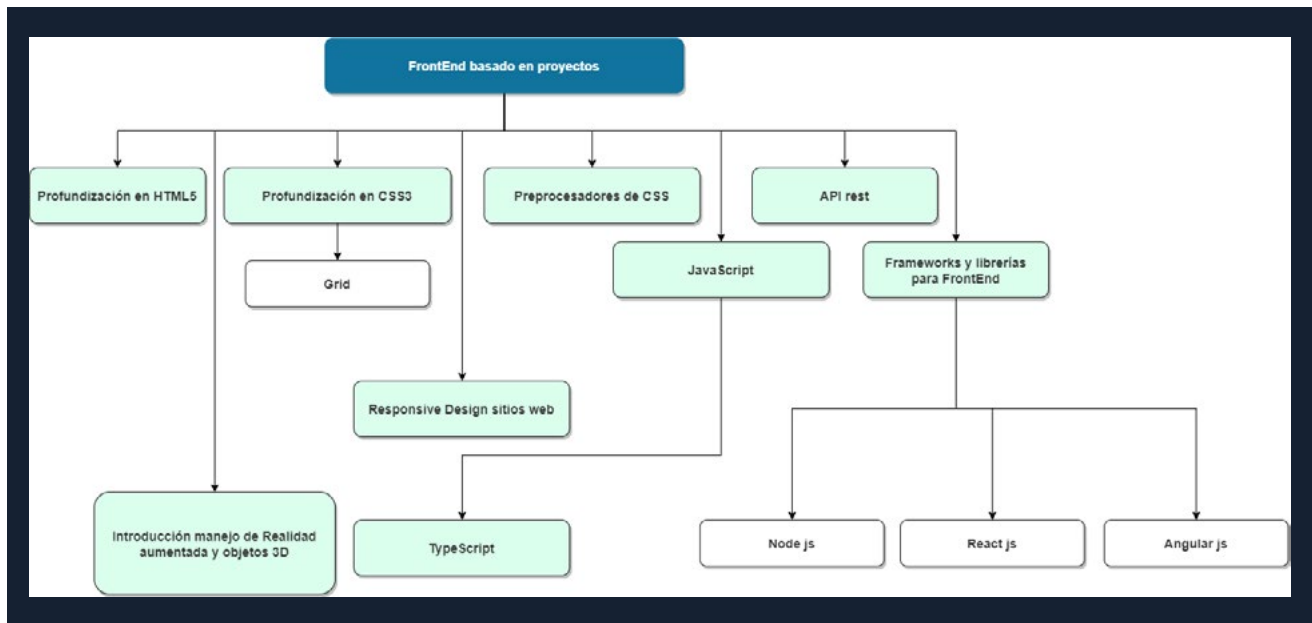 FrontEnd basado en proyectos
Profundización en HTML5
Profundización en CSS3
Preprocesadores de CSS
API rest
Grid
JavaScript
Frameworks y librerías
para FrontEnd
Responsive Design sitios web
Introducción manejo de Realidad
aumentada y objetos 3D
TypeScript
Node js
React js
Angular js